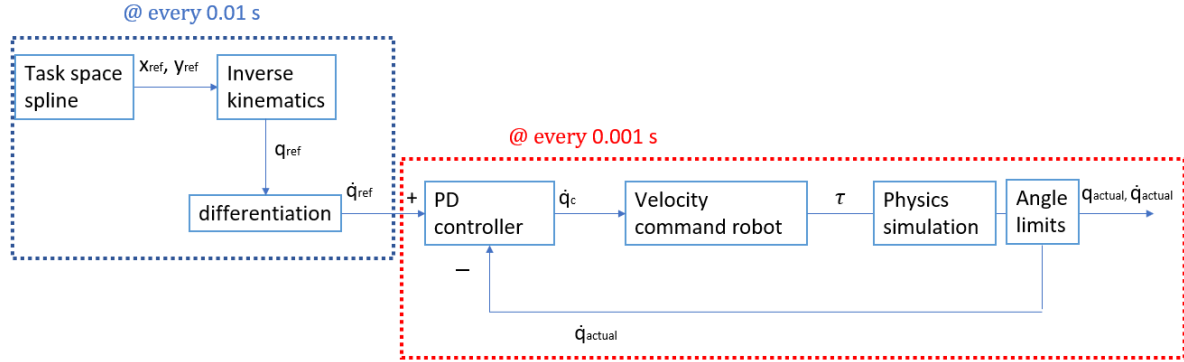 @ every 0.01 s
Task space
spline
xref, yref
Inverse
kinematics
qref
differentiation
q̇ref
@ every 0.001 s
+
PD
controller
−
q̇c
Velocity
command robot
τ
Physics
simulation
Angle
limits
qactual, q̇actual
q̇actual